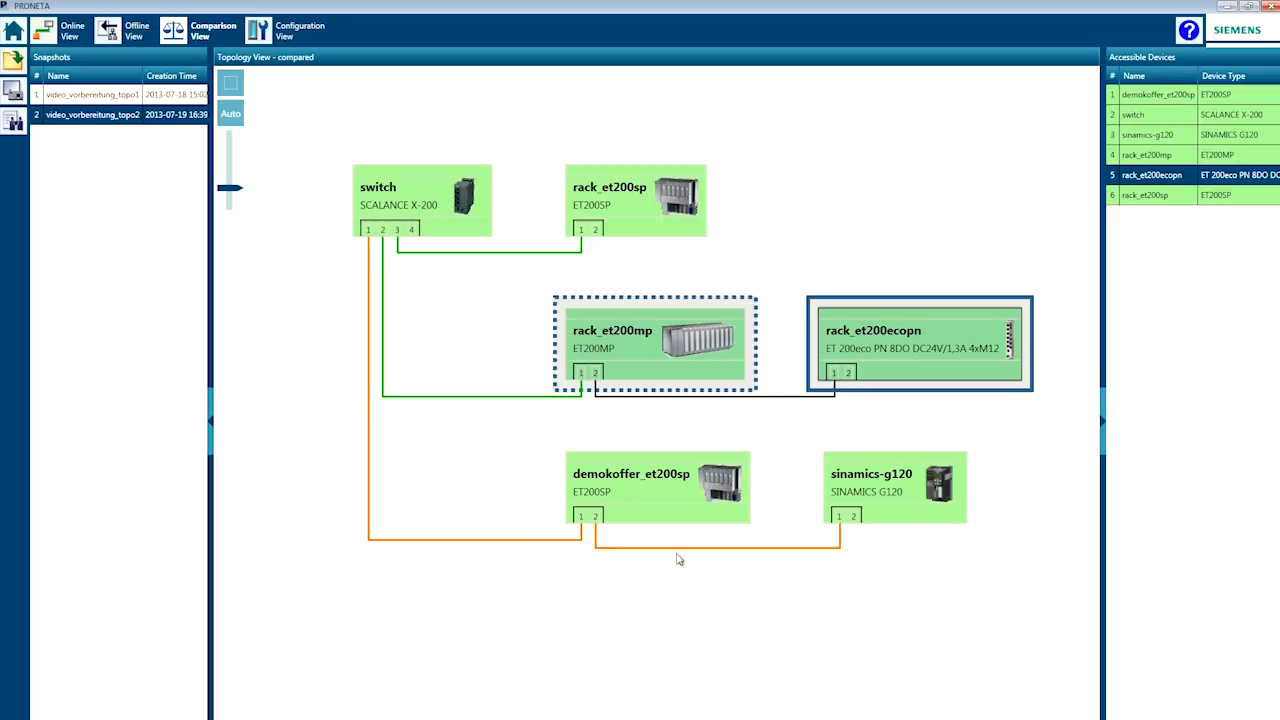 PRONETA
Online View
Offline View
Comparison View
Configuration View
SIEMENS
Snapshots
# Name Creation Time
1 video_vorbereitung_topo1 2013-07-18 15:02
2 video_vorbereitung_topo2 2013-07-19 16:39
Topology View - compared
Auto
switch
SCALANCE X-200
1 2 3 4
rack_et200sp
ET200SP
1 2
rack_et200mp
ET200MP
1 2
rack_et200ecopn
ET 200eco PN 8DO DC24V/1,3A 4xM12
1 2
demokoffer_et200sp
ET200SP
1 2
sinamics-g120
SINAMICS G120
1 2
Accessible Devices
# Name Device Type
1 demokoffer_et200sp ET200SP
2 switch SCALANCE X-200
3 sinamics-g120 SINAMICS G120
4 rack_et200mp ET200MP
5 rack_et200ecopn ET 200eco PN 8DO DC
6 rack_et200sp ET200SP